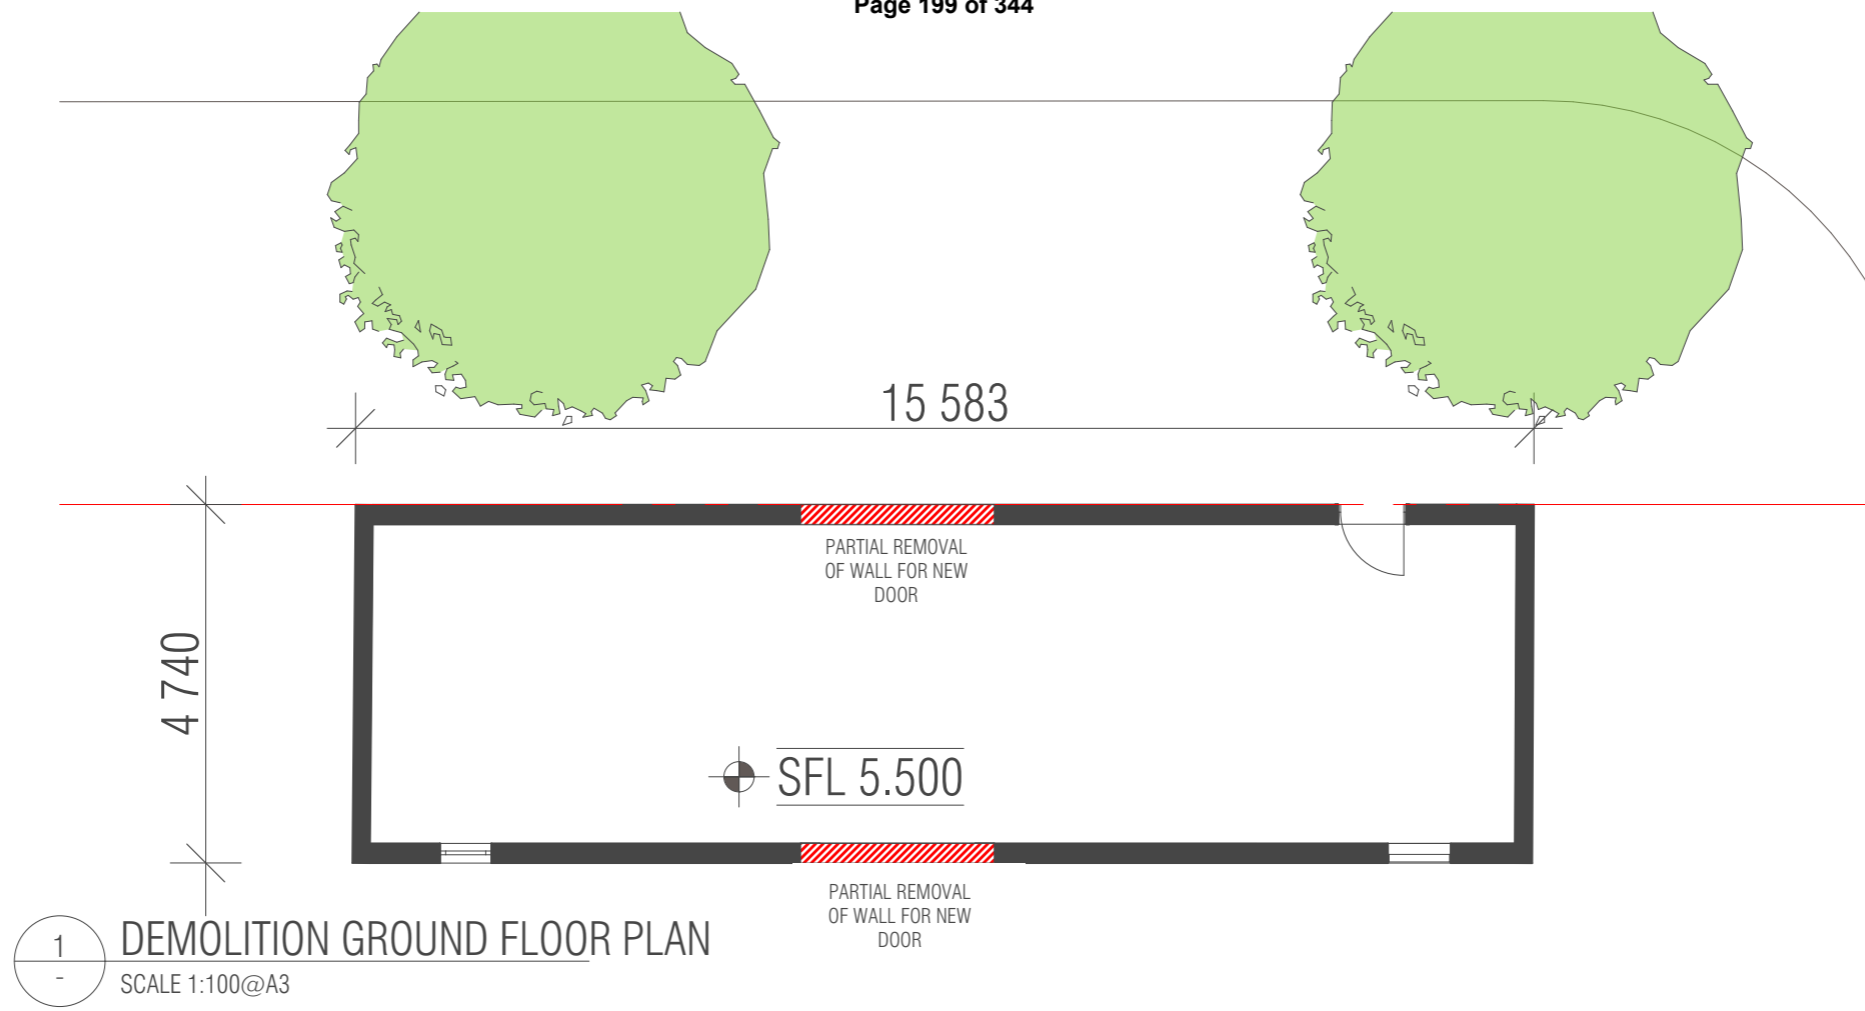 Page 199 of 344
15 583
PARTIAL REMOVAL
OF WALL FOR NEW
DOOR
4 740
SFL 5.500
PARTIAL REMOVAL
OF WALL FOR NEW
DOOR
1
-
DEMOLITION GROUND FLOOR PLAN
SCALE 1:100@A3